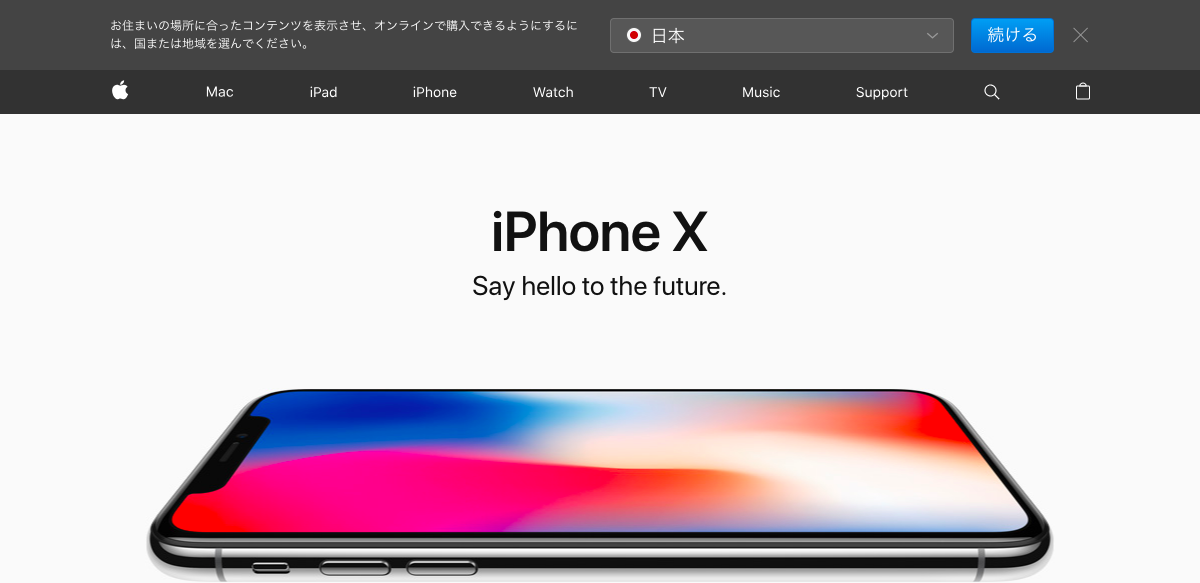 お住まいの場所に合ったコンテンツを表示させ、オンラインで購入できるようにするに
は、国または地域を選んでください。
日本
続ける
Mac iPad iPhone Watch TV Music Support
iPhone X
Say hello to the future.